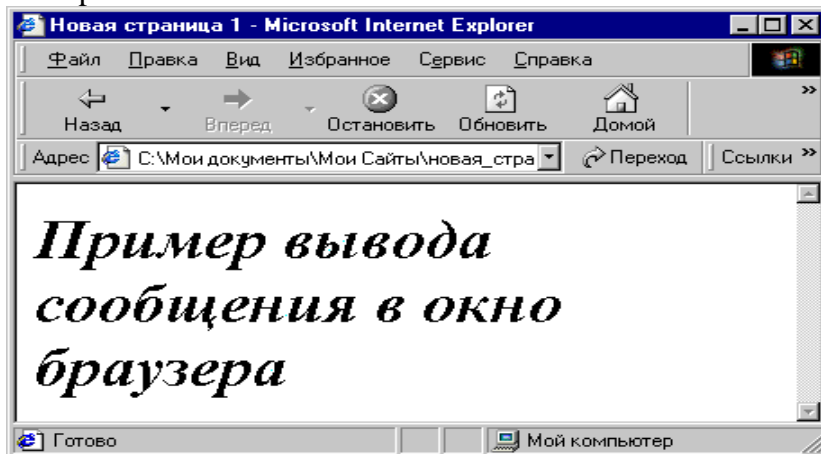 Новая страница 1 - Microsoft Internet Explorer
Файл Правка Вид Избранное Сервис Справка
Назад Вперед Остановить Обновить Домой »
Адрес C:\Мои документы\Мои Сайты\новая_стра Переход Ссылки »
Пример вывода
сообщения в окно
браузера
Готово Мой компьютер